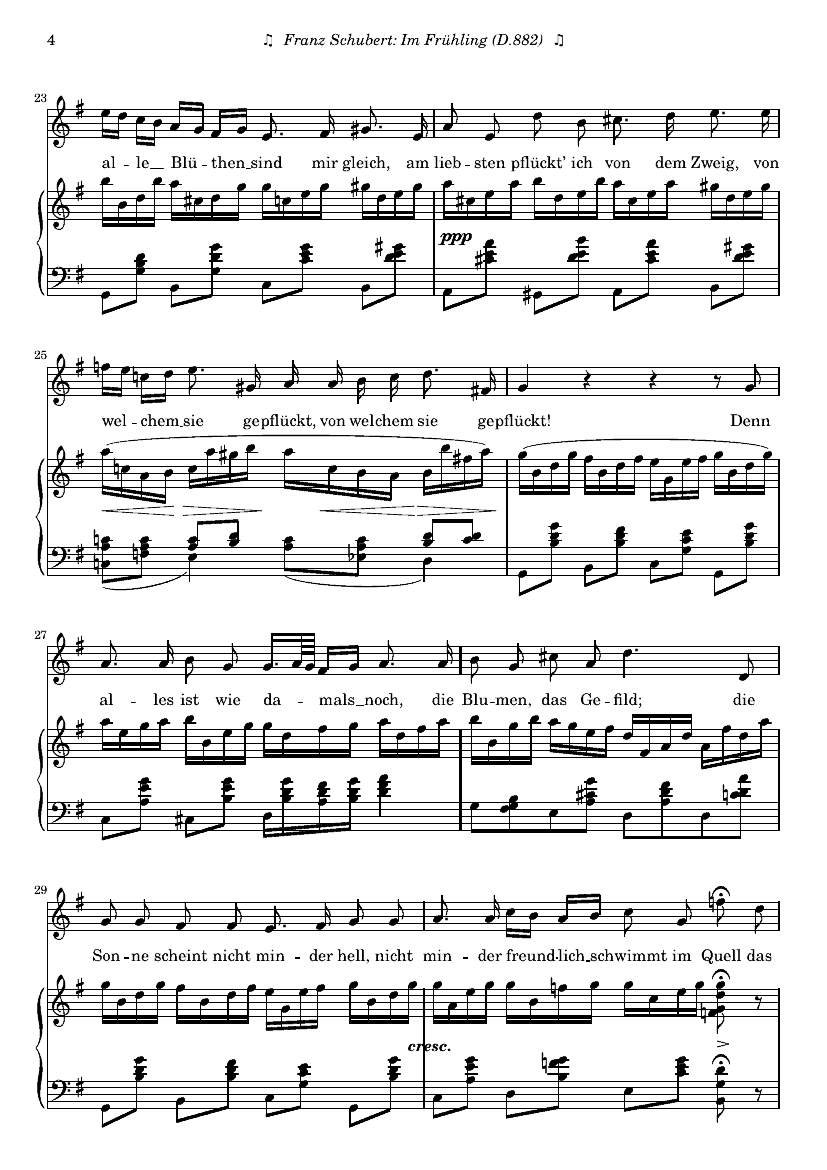 4
♫ Franz Schubert: Im Frühling (D.882) ♫
23
al - le__ Blü - then_sind mir gleich, am lieb - sten pflückt’ ich von dem Zweig, von
ppp
25
wel - chem_sie gepflückt, von welchem sie gepflückt! Denn
27
al - les ist wie da - mals_noch, die Blu - men, das Ge - fild; die
29
Son - ne scheint nicht min - der hell, nicht min - der freund - lich_schwimmt im Quell das
cresc.